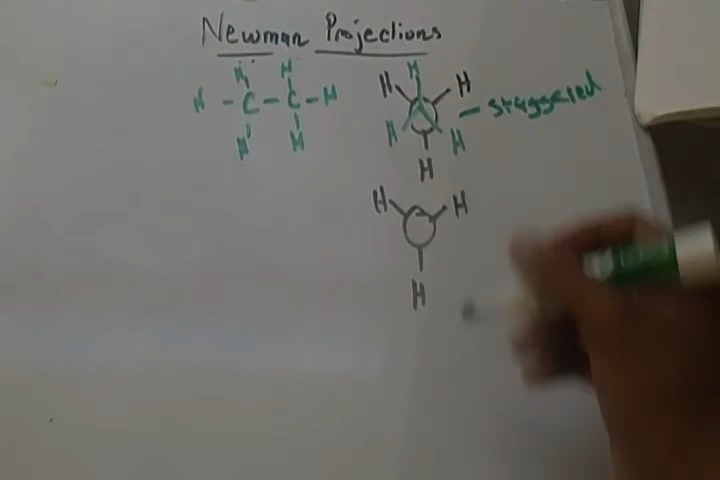 Newman Projections
H H H H H
H - C - C - H - staggered
H H H H
H
H H
H